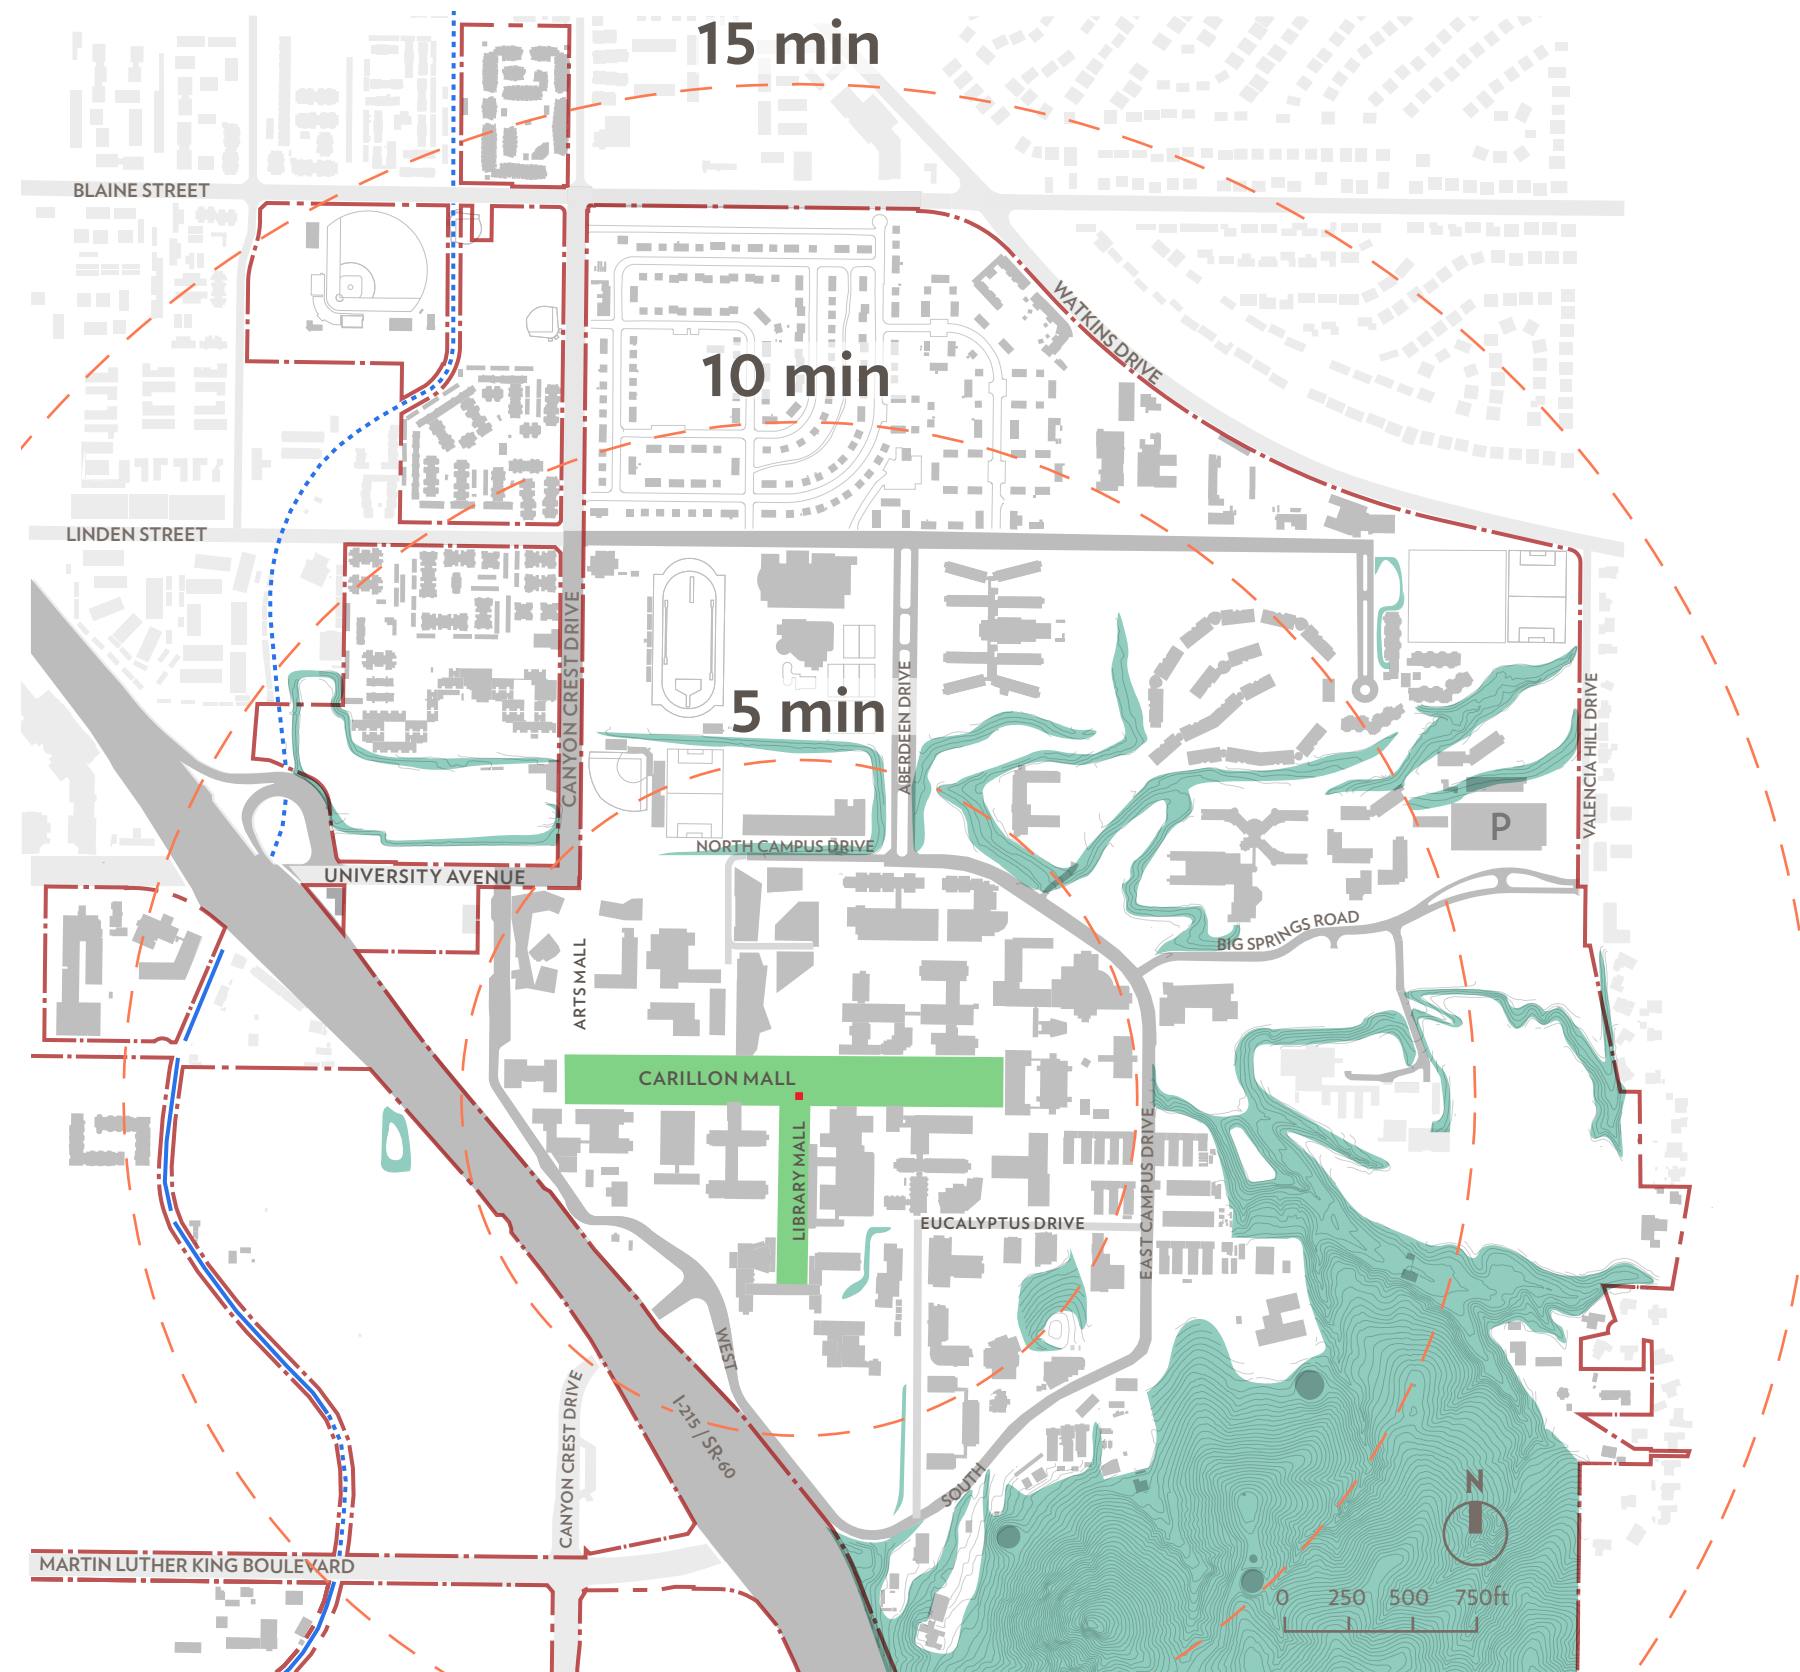 15 min
BLAINE STREET
WATKINS DRIVE
10 min
LINDEN STREET
CANYON CREST DRIVE
5 min
ABERDEEN DRIVE
VALENCIA HILL DRIVE
P
NORTH CAMPUS DRIVE
UNIVERSITY AVENUE
BIG SPRINGS ROAD
ARTS MALL
CARILLON MALL
LIBRARY MALL
EAST CAMPUS DRIVE
EUCALYPTUS DRIVE
WEST
I-215 / SR-60
CANYON CREST DRIVE
SOUTH
N
MARTIN LUTHER KING BOULEVARD
0 250 500 750ft